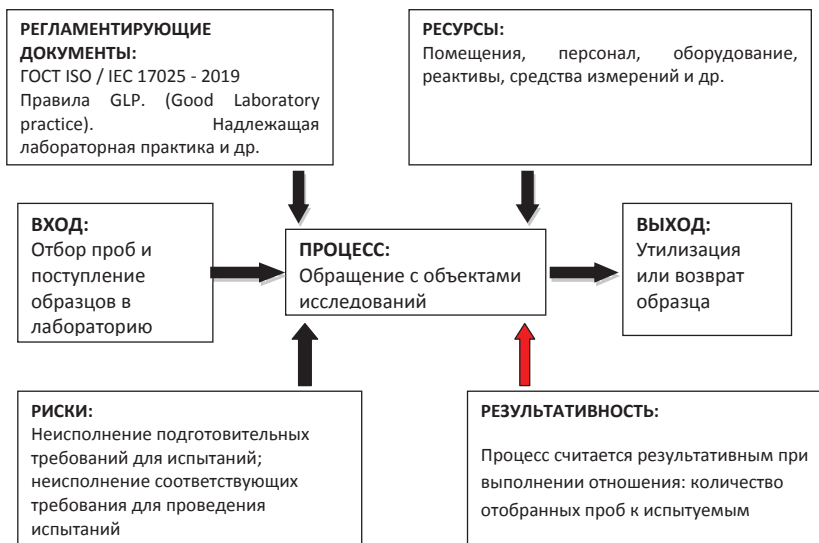 РЕГЛАМЕНТИРУЮЩИЕ
ДОКУМЕНТЫ:
ГОСТ ISO / IEC 17025 - 2019
Правила GLP. (Good Laboratory
practice). Надлежащая
лабораторная практика и др.
РЕСУРСЫ:
Помещения, персонал, оборудование,
реактивы, средства измерений и др.
ВХОД:
Отбор проб и
поступление
образцов в
лабораторию
ПРОЦЕСС:
Обращение с объектами
исследований
ВЫХОД:
Утилизация
или возврат
образца
РИСКИ:
Неисполнение подготовительных
требований для испытаний;
неисполнение соответствующих
требования для проведения
испытаний
РЕЗУЛЬТАТИВНОСТЬ:
Процесс считается результативным при
выполнении отношения: количество
отобранных проб к испытуемым